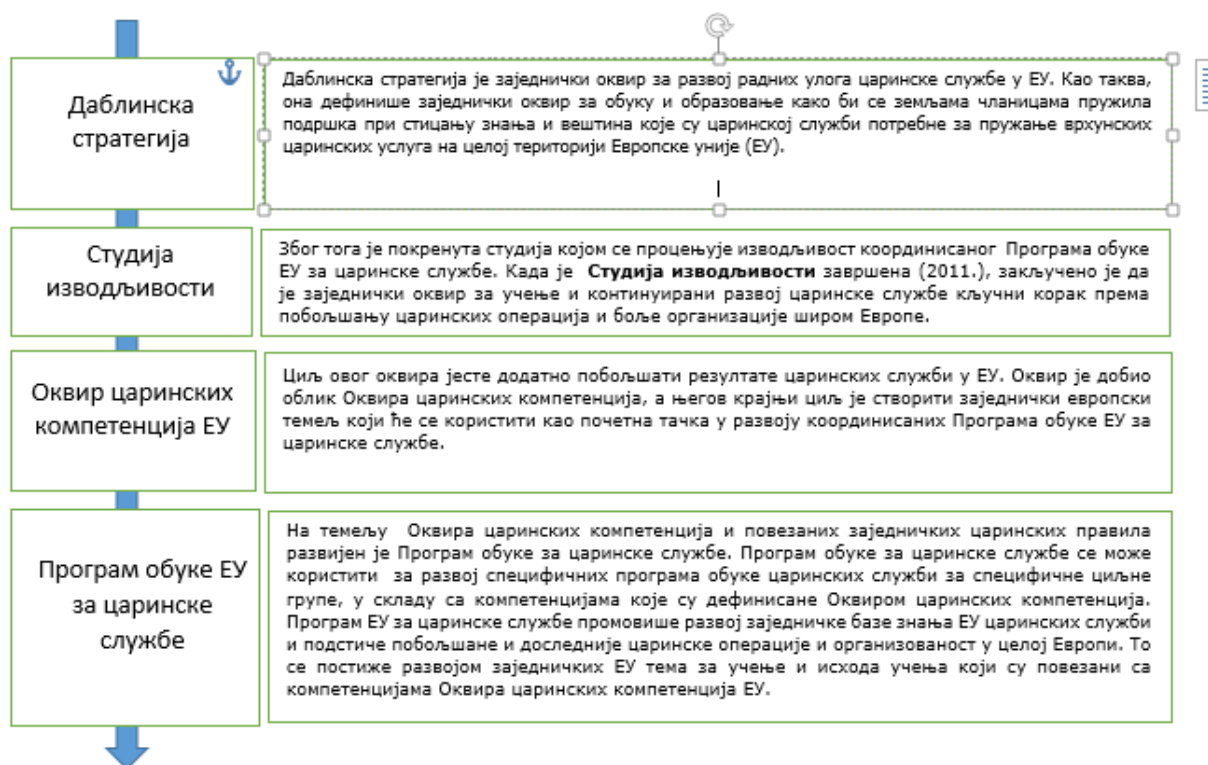 Даблинска
стратегија
Даблинска стратегија је заједнички оквир за развој радних улога царинске службе у ЕУ. Као таква,
она дефинише заједнички оквир за обуку и образовање како би се земљама чланицама пружила
подршка при стицању знања и вештина које су царинској служби потребне за пружање врхунских
царинских услуга на целој територији Европске уније (ЕУ).
Студија
изводљивости
Због тога је покренута студија којом се процењује изводљивост координисаног Програма обуке
ЕУ за царинске службе. Када је Студија изводљивости завршена (2011.), закључено је да
је заједнички оквир за учење и континуирани развој царинске службе кључни корак према
побољшању царинских операција и боље организације широм Европе.
Оквир царинских
компетенција ЕУ
Циљ овог оквира јесте додатно побољшати резултате царинских служби у ЕУ. Оквир је добио
облик Оквира царинских компетенција, а његов крајњи циљ је створити заједнички европски
темељ који ће се користити као почетна тачка у развоју координисаних Програма обуке ЕУ за
царинске службе.
Програм обуке ЕУ
за царинске
службе
На темељу Оквира царинских компетенција и повезаних заједничких царинских правила
развијен је Програм обуке за царинске службе. Програм обуке за царинске службе се може
користити за развој специфичних програма обуке царинских служби за специфичне циљне
групе, у складу са компетенцијама које су дефинисане Оквиром царинских компетенција.
Програм ЕУ за царинске службе промовише развој заједничке базе знања ЕУ царинских служби
и подстиче побољшане и доследније царинске операције и организованост у целој Европи. То
се постиже развојом заједничких ЕУ тема за учење и исхода учења који су повезани са
компетенцијама Оквира царинских компетенција ЕУ.